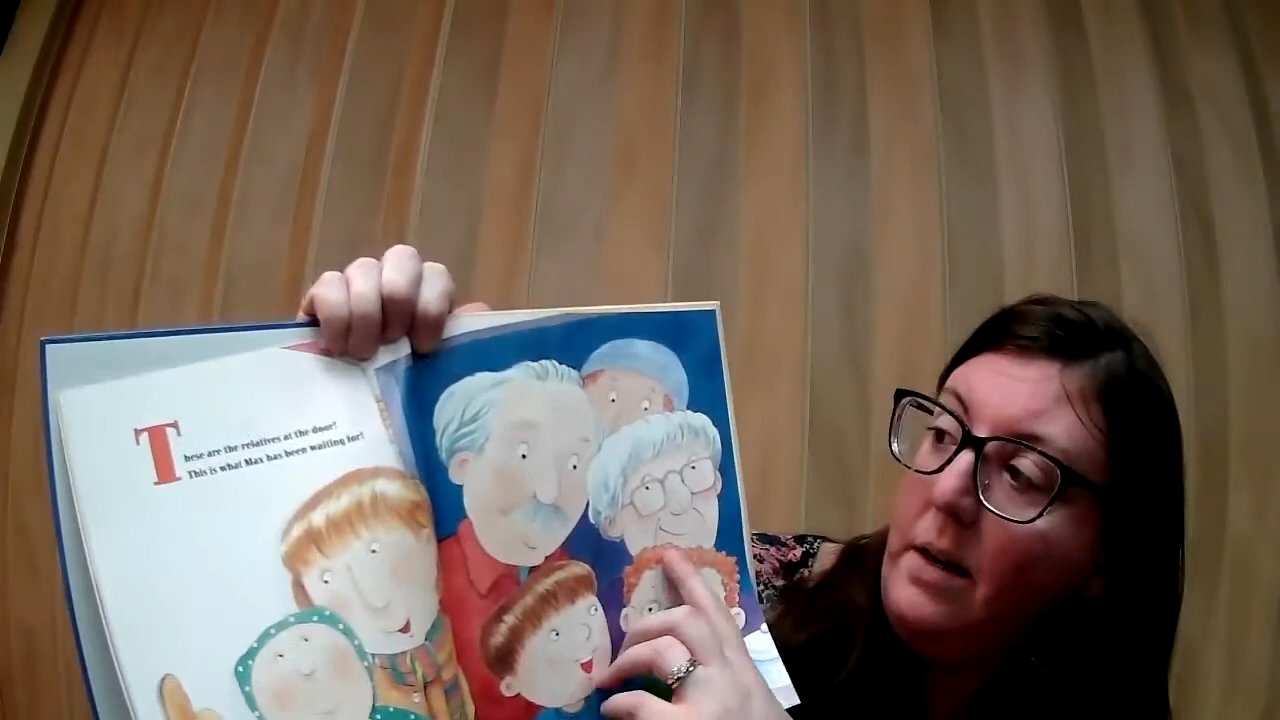 These are the relatives at the door!
This is what Max has been waiting for!